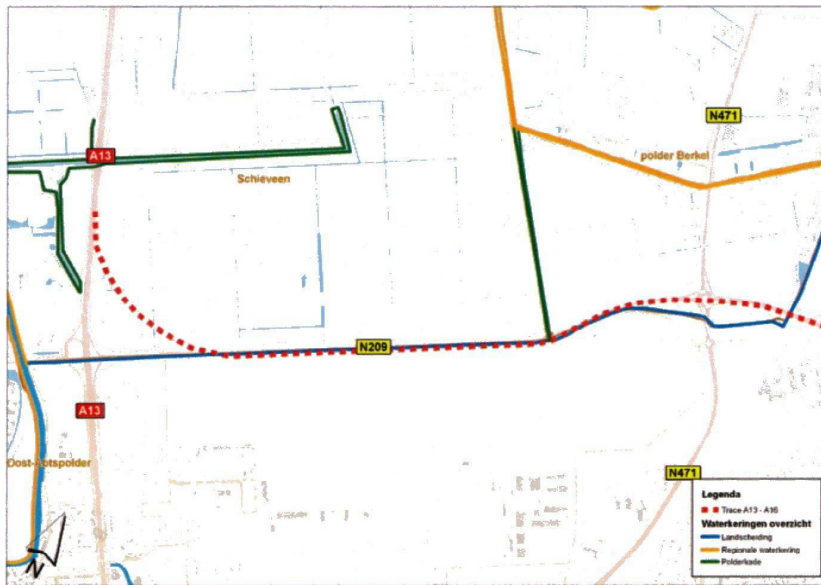 N471
A13
polder Berkel
Schieveen
N209
A13
Oost-Abtspolder
N471
Legenda
Trace A13 - A16
Waterkeringen overzicht
Landscheiding
Regionale waterkering
Polderkade
N